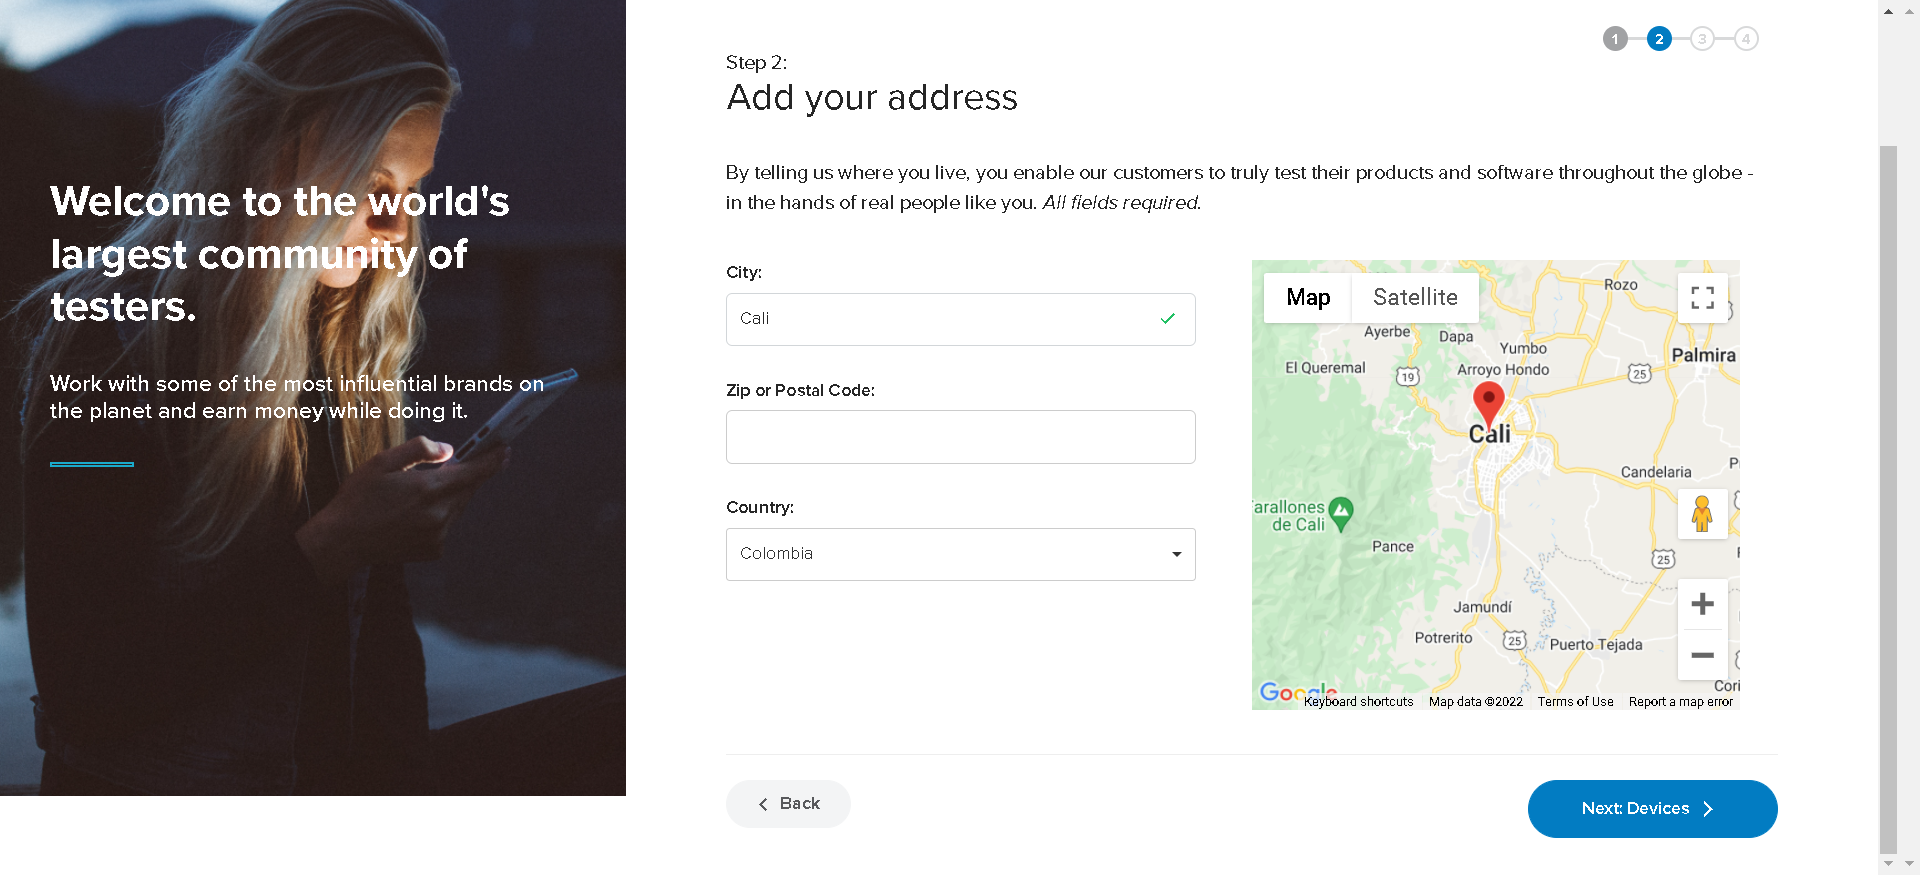 Welcome to the world's
largest community of
testers.
Work with some of the most influential brands on
the planet and earn money while doing it.
1 2 3 4
Step 2:
Add your address
By telling us where you live, you enable our customers to truly test their products and software throughout the globe -
in the hands of real people like you. All fields required.
City:
Cali
Zip or Postal Code:
Country:
Colombia
Map Satellite
Rozo
Ayerbe
Dapa
Yumbo
Palmira
El Queremal
19
Arroyo Hondo
25
Cali
Candelaria
arallones
de Cali
Pance
25
Jamundí
Potrerito
25
Puerto Tejada
Cori
Google
Keyboard shortcuts Map data ©2022 Terms of Use Report a map error
Back
Next: Devices